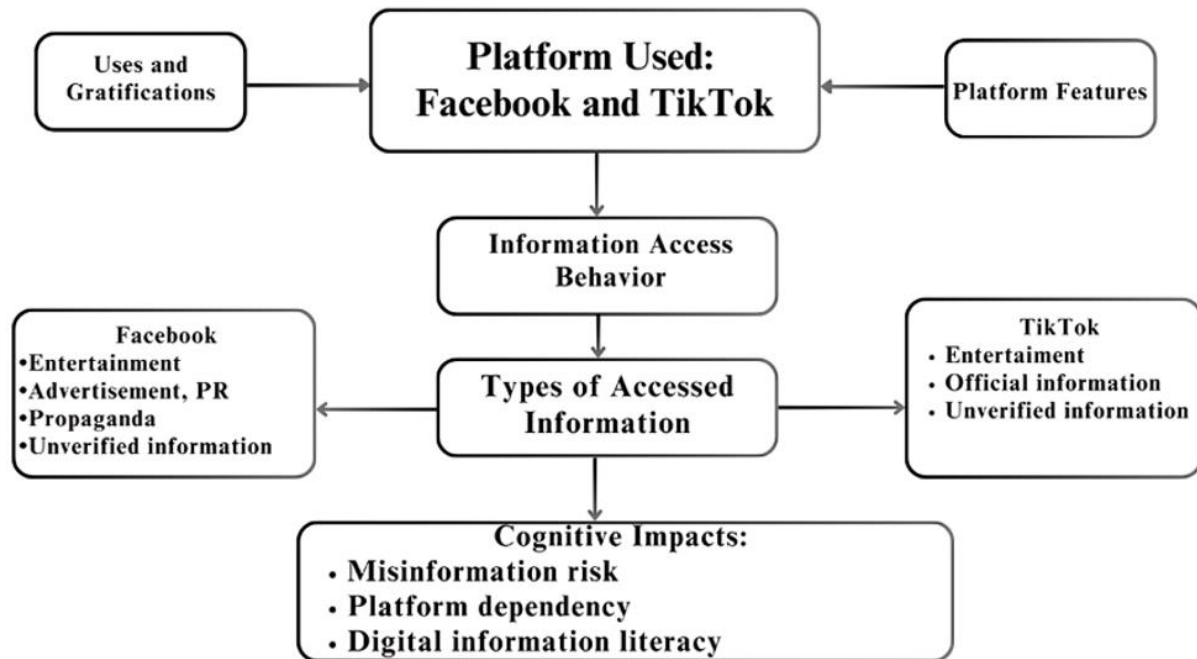 Uses and
Gratifications
Platform Used:
Facebook and TikTok
Platform Features
Information Access
Behavior
Facebook
•Entertainment
•Advertisement, PR
•Propaganda
•Unverified information
Types of Accessed
Information
TikTok
• Entertaiment
• Official information
• Unverified information
Cognitive Impacts:
• Misinformation risk
• Platform dependency
• Digital information literacy